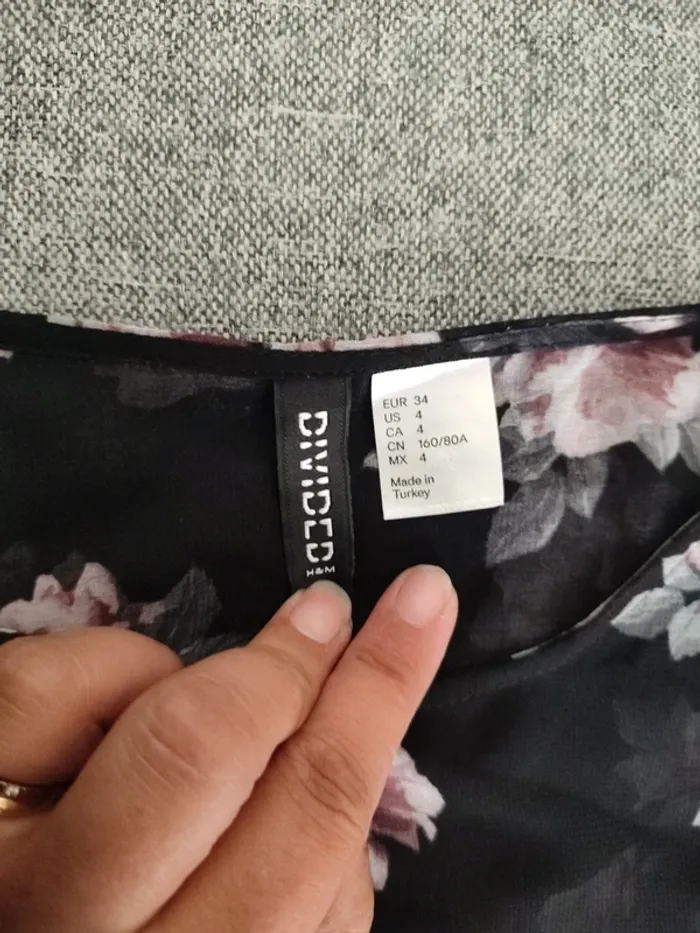 DIVIDED
H&M
EUR 34
US 4
CA 4
CN 160/80A
MX 4
Made in
Turkey